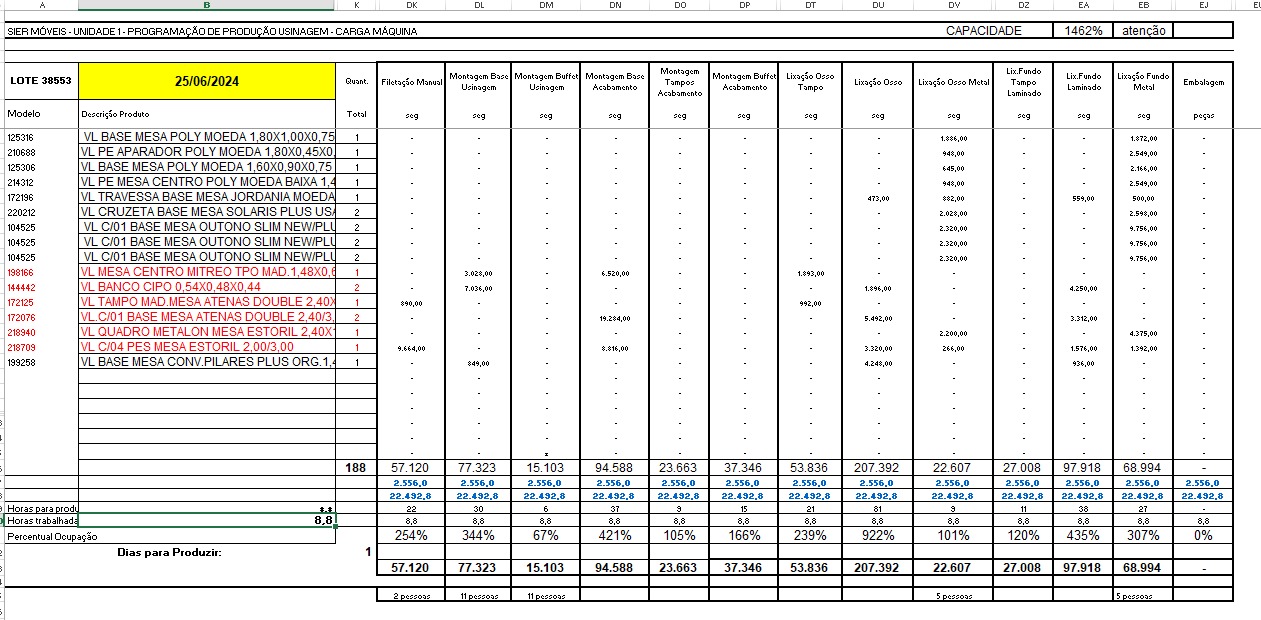 A B K DK DL DM DN DO DP DT DU DV DZ EA EB EJ
SIER MÓVEIS - UNIDADE 1 - PROGRAMAÇÃO DE PRODUÇÃO USINAGEM - CARGA MÁQUINA CAPACIDADE 1462% atenção
LOTE 38553 25/06/2024 Quant. Filetação Manual Montagem Base Usinagem Montagem Buffet Usinagem Montagem Base Acabamento Montagem Tampos Acabamento Montagem Buffet Acabamento Lixação Osso Tampo Lixação Osso Lixação Osso Metal Lix.Fundo Tampo Laminado Lix.Fundo Laminado Lixação Fundo Metal Embalagem
Modelo Descrição Produto Total seg seg seg seg seg seg seg seg seg seg seg seg peças
125316 VL BASE MESA POLY MOEDA 1,80X1,00X0,75 1 - - - - - - - - 1.886,00 - - 1.872,00 -
210688 VL PE APARADOR POLY MOEDA 1,80X0,45X0, 1 - - - - - - - - 948,00 - - 2.549,00 -
125306 VL BASE MESA POLY MOEDA 1,60X0,90X0,75 1 - - - - - - - - 645,00 - - 2.166,00 -
214312 VL PE MESA CENTRO POLY MOEDA BAIXA 1,4 1 - - - - - - - - 948,00 - - 2.549,00 -
172196 VL TRAVESSA BASE MESA JORDANIA MOEDA 1 - - - - - - - 473,00 882,00 - 559,00 500,00 -
220212 VL CRUZETA BASE MESA SOLARIS PLUS USA 2 - - - - - - - - 2.028,00 - - 2.598,00 -
104525 VL C/01 BASE MESA OUTONO SLIM NEW/PLU 2 - - - - - - - - 2.320,00 - - 9.756,00 -
104525 VL C/01 BASE MESA OUTONO SLIM NEW/PLU 2 - - - - - - - - 2.320,00 - - 9.756,00 -
104525 VL C/01 BASE MESA OUTONO SLIM NEW/PLU 2 - - - - - - - - 2.320,00 - - 9.756,00 -
198166 VL MESA CENTRO MITREO TPO MAD.1,48X0,6 1 - 3.028,00 - 6.520,00 - - 1.893,00 - - - - - -
144442 VL BANCO CIPO 0,54X0,48X0,44 2 - 7.036,00 - - - - - 1.896,00 - - 4.250,00 - -
172125 VL TAMPO MAD.MESA ATENAS DOUBLE 2,40X 1 890,00 - - - - - 992,00 - - - - - -
172076 VL.C/01 BASE MESA ATENAS DOUBLE 2,40/3, 2 - - - 19.284,00 - - - 5.492,00 - - 3.312,00 - -
218940 VL QUADRO METALON MESA ESTORIL 2,40X1 1 - - - - - - - - 2.200,00 - - 4.375,00 -
218709 VL C/04 PES MESA ESTORIL 2,00/3,00 1 9.664,00 - - 8.816,00 - - - 3.320,00 266,00 - 1.576,00 1.392,00 -
199258 VL BASE MESA CONV.PILARES PLUS ORG.1,4 1 - 849,00 - - - - - 4.248,00 - - 936,00 - -
188 57.120 77.323 15.103 94.588 23.663 37.346 53.836 207.392 22.607 27.008 97.918 68.994 -
2.556,0 2.556,0 2.556,0 2.556,0 2.556,0 2.556,0 2.556,0 2.556,0 2.556,0 2.556,0 2.556,0 2.556,0 2.556,0
22.492,8 22.492,8 22.492,8 22.492,8 22.492,8 22.492,8 22.492,8 22.492,8 22.492,8 22.492,8 22.492,8 22.492,8 22.492,8
Horas para produ 22 30 6 37 9 15 21 81 9 11 38 27 -
Horas trabalhada 8,8 8,8 8,8 8,8 8,8 8,8 8,8 8,8 8,8 8,8 8,8 8,8 8,8 8,8
Percentual Ocupação 254% 344% 67% 421% 105% 166% 239% 922% 101% 120% 435% 307% 0%
Dias para Produzir: 1
57.120 77.323 15.103 94.588 23.663 37.346 53.836 207.392 22.607 27.008 97.918 68.994 -
2 pessoas 11 pessoas 11 pessoas 5 pessoas 5 pessoas